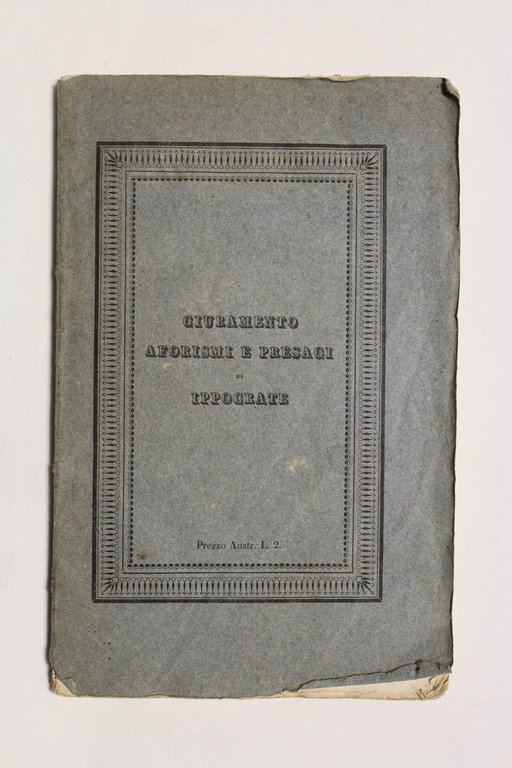 GIURAMENTO
AFORISMI E PRESAGI
DI
IPPOCRATE
Prezzo Austr. L. 2.